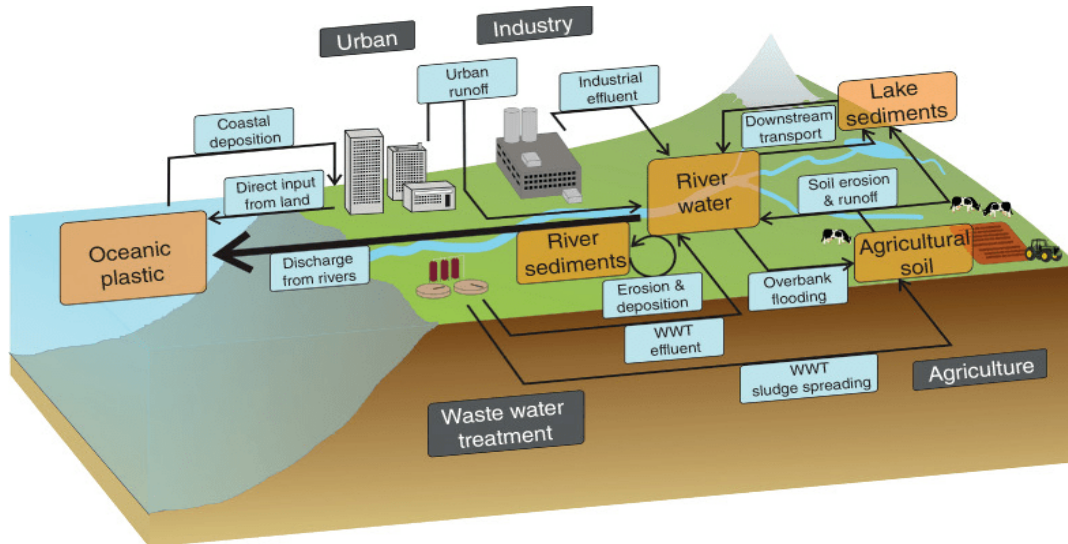 Urban
Industry
Urban
runoff
Industrial
effluent
Lake
sediments
Coastal
deposition
Downstream
transport
Direct input
from land
River
water
Soil erosion
& runoff
Oceanic
plastic
Discharge
from rivers
River
sediments
Agricultural
soil
Erosion &
deposition
Overbank
flooding
WWT
effluent
WWT
sludge spreading
Agriculture
Waste water
treatment